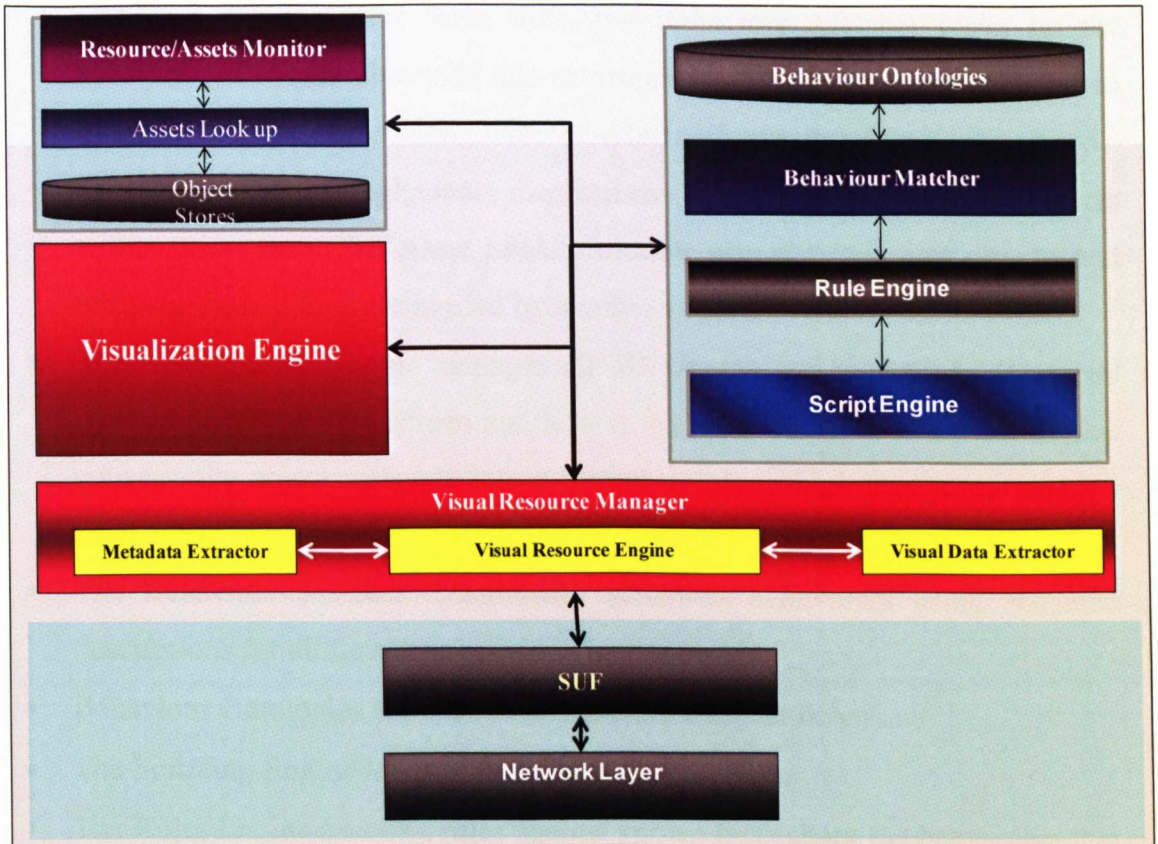 Resource/Assets Monitor
Assets Look up
Object
Stores
Visualization Engine
Behaviour Ontologies
Behaviour Matcher
Rule Engine
Script Engine
Visual Resource Manager
Metadata Extractor
Visual Resource Engine
Visual Data Extractor
SUF
Network Layer